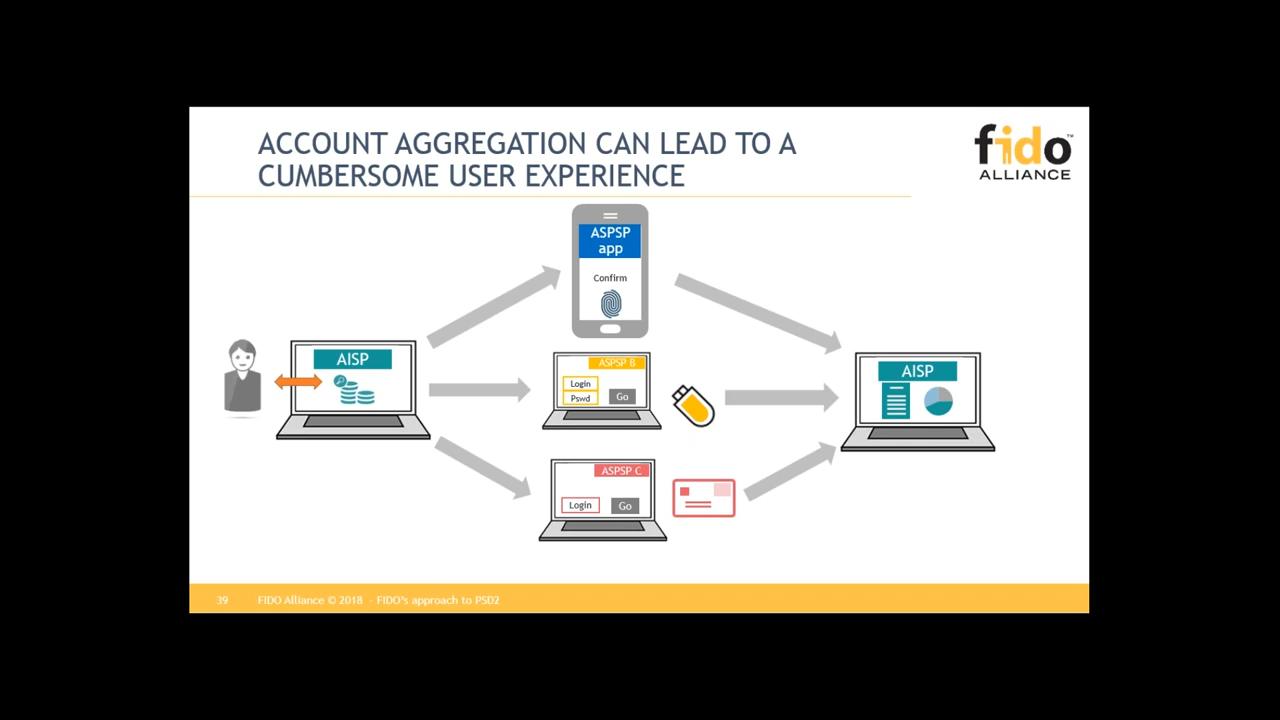 ACCOUNT AGGREGATION CAN LEAD TO A
CUMBERSOME USER EXPERIENCE
fido™
ALLIANCE
ASPSP
app
Confirm
AISP
ASPSP B
Login
Pswd
Go
AISP
ASPSP C
Login
Go
39
FIDO Alliance © 2018 - FIDO's approach to PSD2